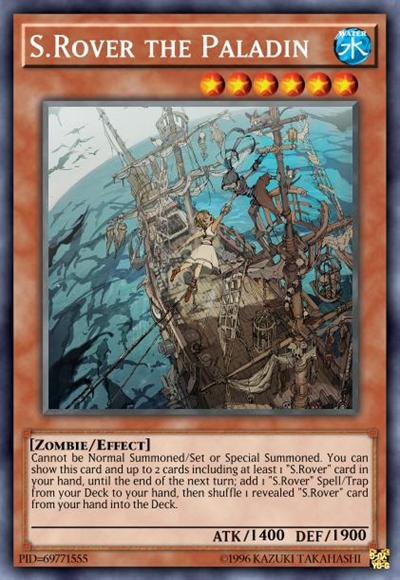 S.Rover the Paladin
WATER
水
[Zombie/Effect]
Cannot be Normal Summoned/Set or Special Summoned. You can
show this card and up to 2 cards including at least 1 "S.Rover" card in
your hand, until the end of the next turn; add 1 "S.Rover" Spell/Trap
from your Deck to your hand, then shuffle 1 revealed "S.Rover" card
from your hand into the Deck.
ATK/1400 DEF/1900
PID=69771555
©1996 KAZUKI TAKAHASHI